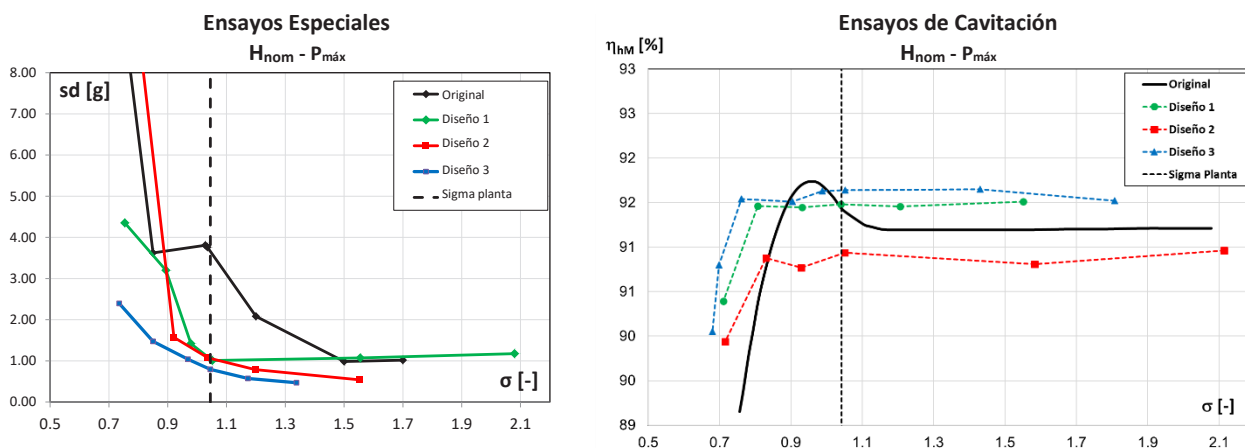 Ensayos Especiales
Hnom - Pmáx
8.00
7.00
6.00
5.00
4.00
3.00
2.00
1.00
0.00
sd [g]
Original
Diseño 1
Diseño 2
Diseño 3
Sigma planta
σ [-]
0.5 0.7 0.9 1.1 1.3 1.5 1.7 1.9 2.1
Ensayos de Cavitación
ηhM [%]
Hnom - Pmáx
93
93
92
92
91
91
90
90
89
Original
Diseño 1
Diseño 2
Diseño 3
Sigma Planta
σ [-]
0.5 0.7 0.9 1.1 1.3 1.5 1.7 1.9 2.1